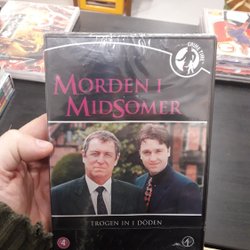 MORDEN I
MIDSOMER
TROGEN IN I DÖDEN